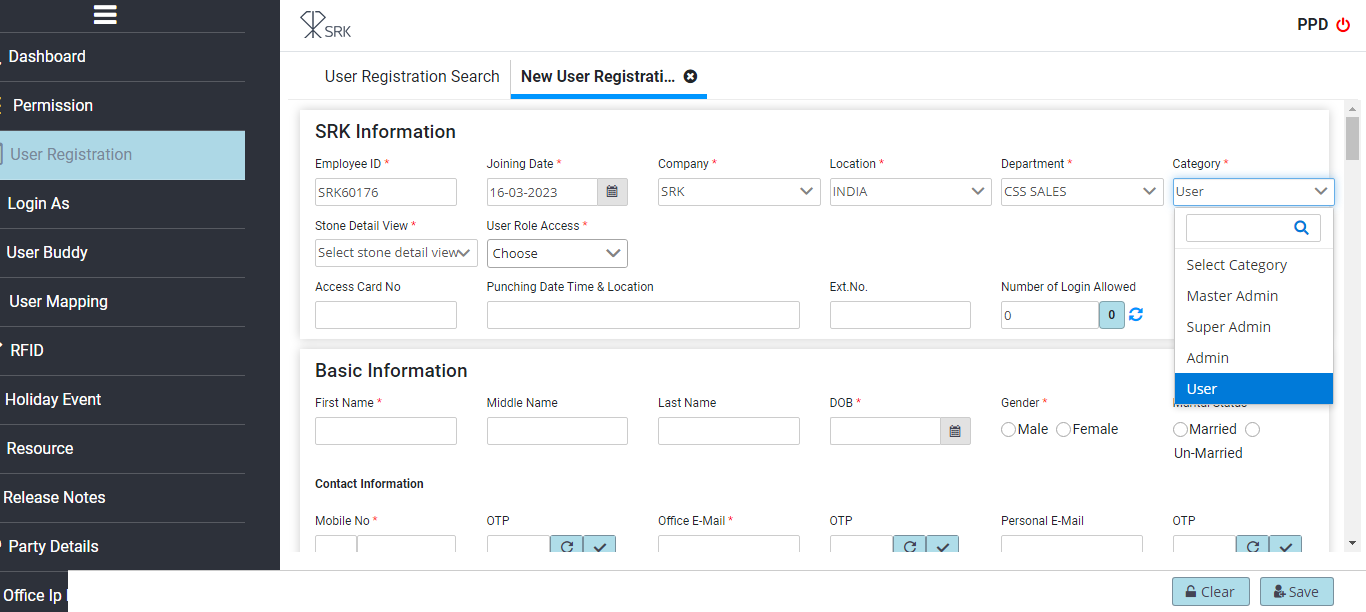 SRK
PPD
Dashboard
Permission
User Registration
Login As
User Buddy
User Mapping
RFID
Holiday Event
Resource
Release Notes
Party Details
Office Ip
User Registration Search
New User Registrati...
SRK Information
Employee ID * Joining Date * Company * Location * Department * Category *
SRK60176 16-03-2023 SRK INDIA CSS SALES User
Stone Detail View * User Role Access *
Select stone detail view Choose
Select Category
Master Admin
Super Admin
Admin
User
Access Card No Punching Date Time & Location Ext.No. Number of Login Allowed
0 0
Basic Information
First Name * Middle Name Last Name DOB * Gender * Marital Status
Male Female Married
Un-Married
Contact Information
Mobile No * OTP Office E-Mail * OTP Personal E-Mail OTP
Clear Save